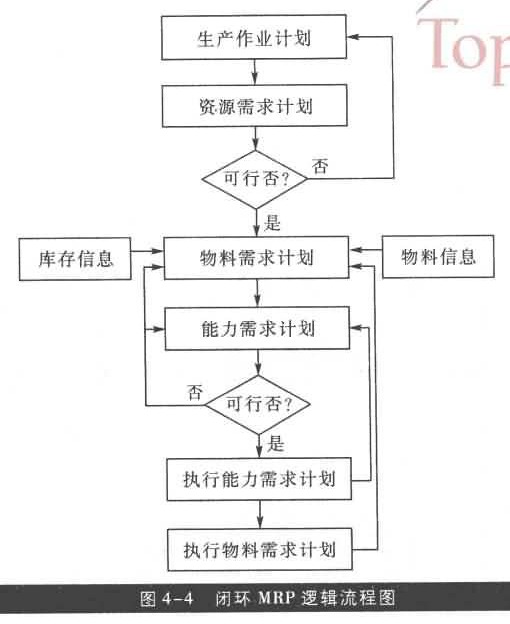 Top
生产作业计划
资源需求计划
可行否?
否
是
库存信息
物料需求计划
物料信息
能力需求计划
否
可行否?
是
执行能力需求计划
执行物料需求计划
图 4-4 闭环 MRP 逻辑流程图